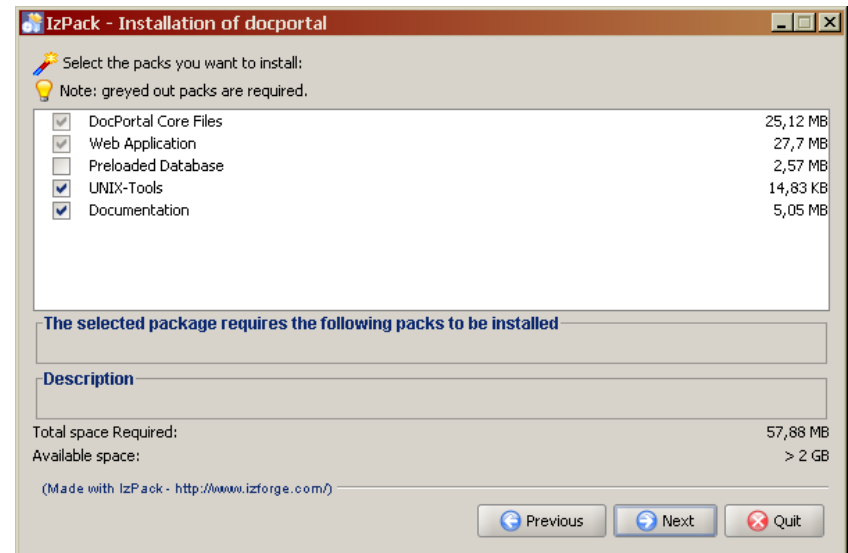 IzPack - Installation of docportal
Select the packs you want to install:
Note: greyed out packs are required.
DocPortal Core Files 25,12 MB
Web Application 27,7 MB
Preloaded Database 2,57 MB
UNIX-Tools 14,83 KB
Documentation 5,05 MB
The selected package requires the following packs to be installed
Description
Total space Required: 57,88 MB
Available space: > 2 GB
(Made with IzPack - http://www.izforge.com/)
Previous Next Quit